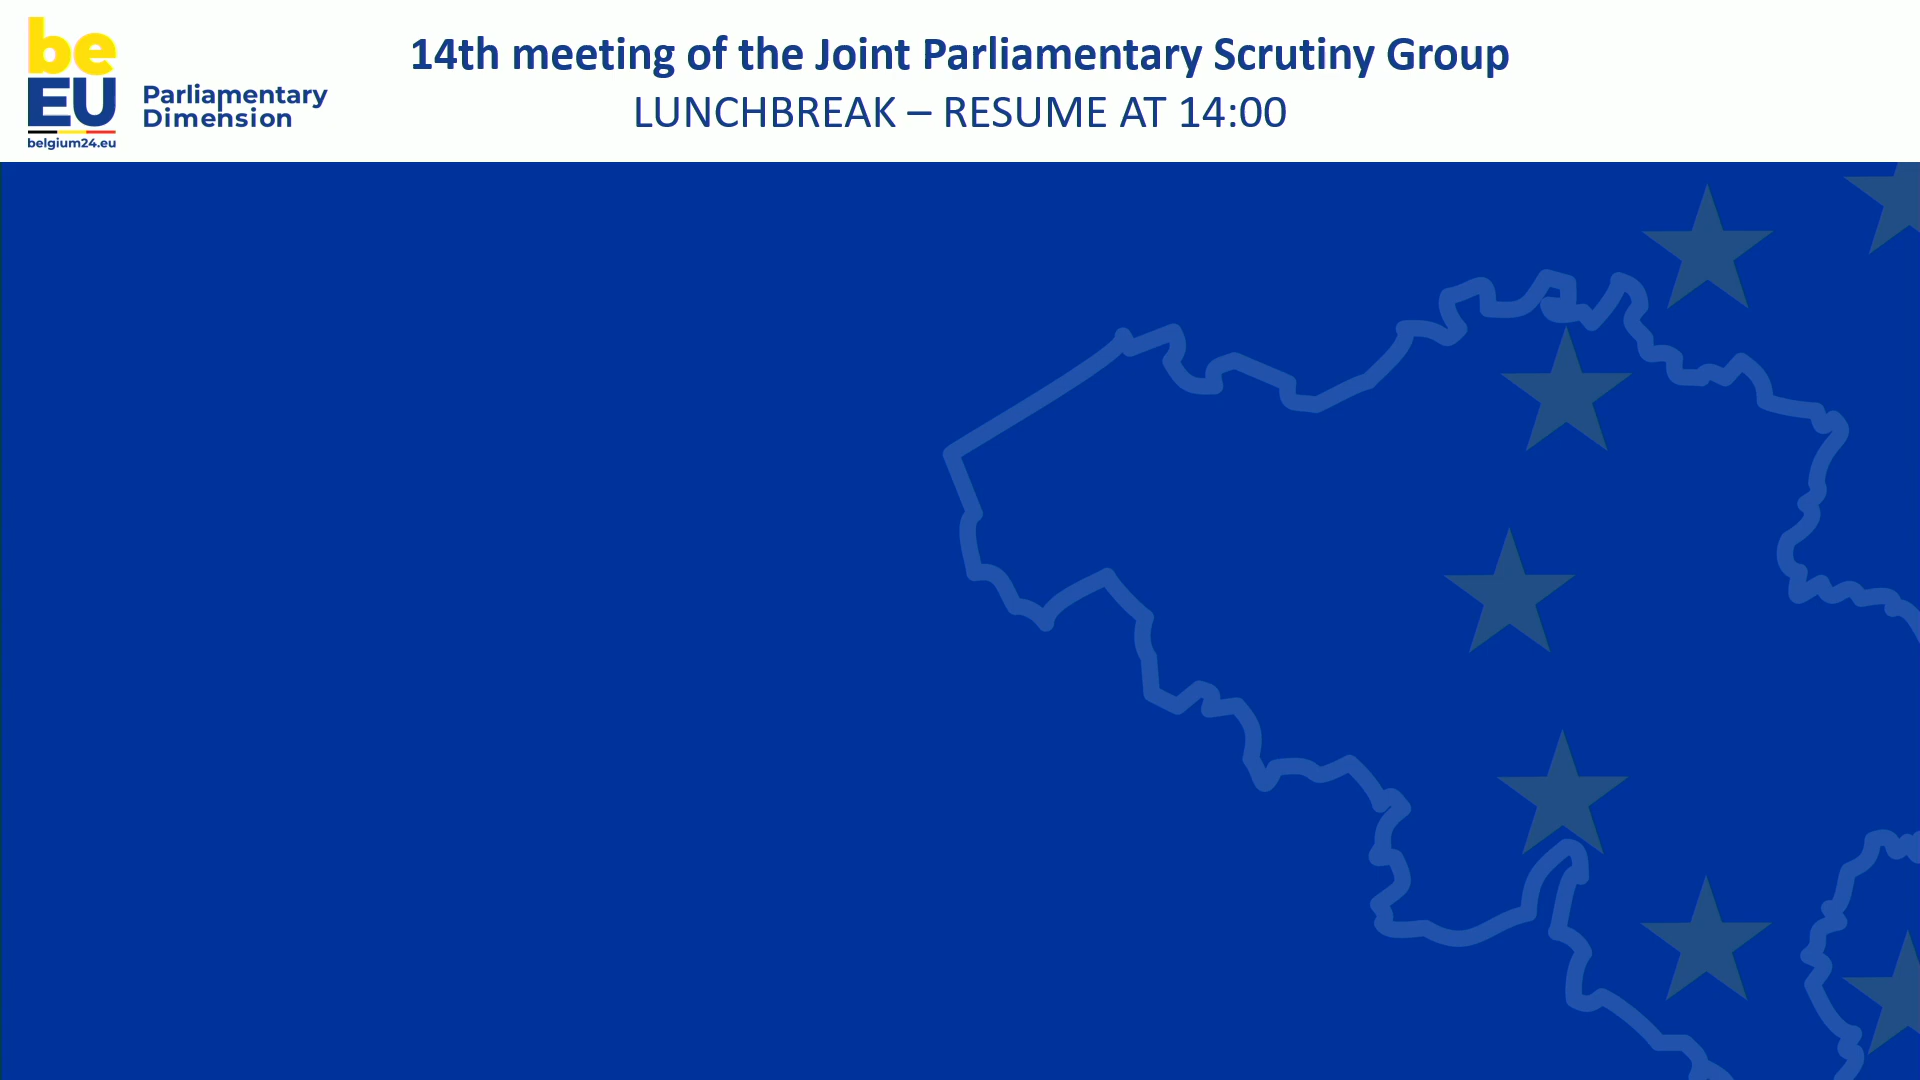 be
EU
belgium24.eu
Parliamentary
Dimension
14th meeting of the Joint Parliamentary Scrutiny Group
LUNCHBREAK – RESUME AT 14:00